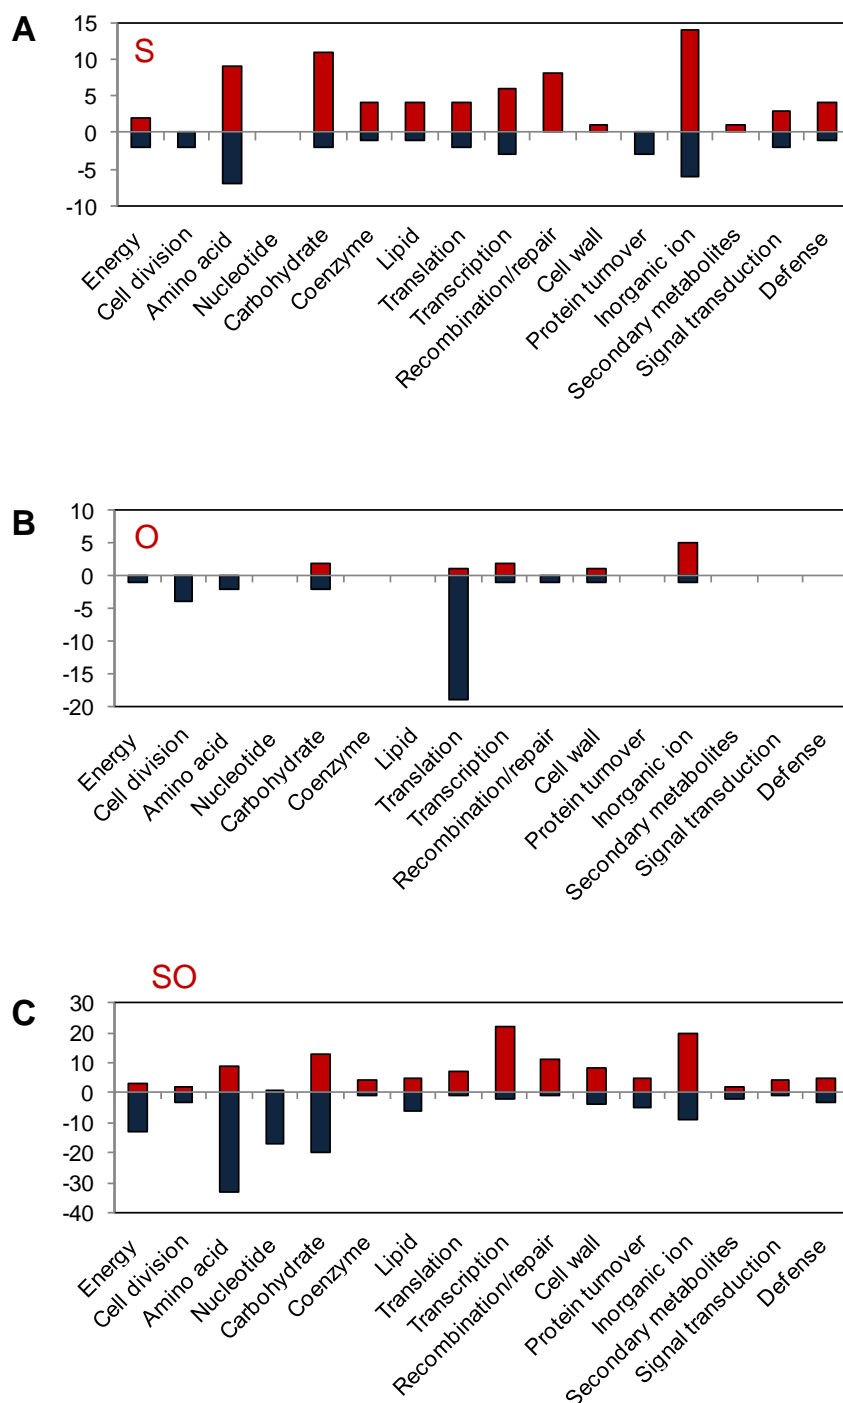 A
S
15
10
5
0
-5
-10
Energy
Cell division
Amino acid
Nucleotide
Carbohydrate
Coenzyme
Lipid
Translation
Transcription
Recombination/repair
Cell wall
Protein turnover
Inorganic ion
Secondary metabolites
Signal transduction
Defense
B
O
10
5
0
-5
-10
-15
-20
Energy
Cell division
Amino acid
Nucleotide
Carbohydrate
Coenzyme
Lipid
Translation
Transcription
Recombination/repair
Cell wall
Protein turnover
Inorganic ion
Secondary metabolites
Signal transduction
Defense
SO
C
30
20
10
0
-10
-20
-30
-40
Energy
Cell division
Amino acid
Nucleotide
Carbohydrate
Coenzyme
Lipid
Translation
Transcription
Recombination/repair
Cell wall
Protein turnover
Inorganic ion
Secondary metabolites
Signal transduction
Defense